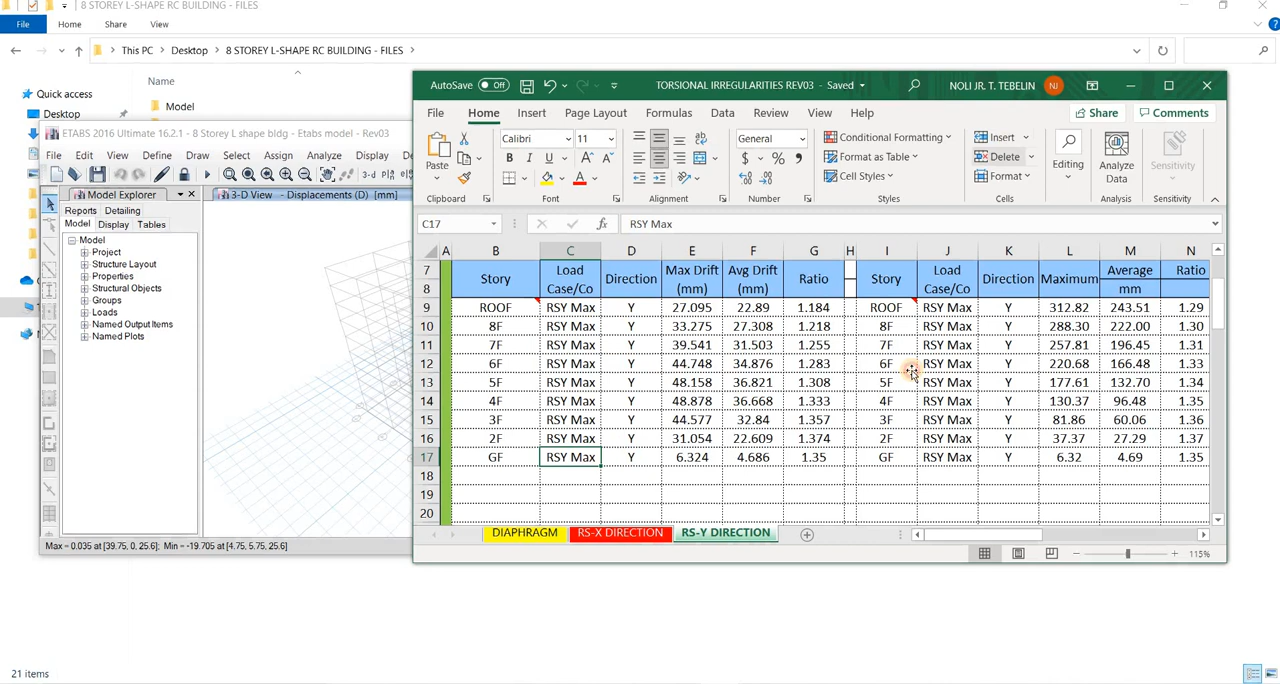 8 STOREY L-SHAPE RC BUILDING - FILES
File Home Share View
This PC Desktop 8 STOREY L-SHAPE RC BUILDING - FILES
Name
Quick access
Desktop
Model
ETABS 2016 Ultimate 16.2.1 - 8 Storey L shape bldg - Etabs model - Rev03
File Edit View Define Draw Select Assign Analyze Display
3-d
Model Explorer
3-D View - Displacements (D) [mm]
Reports Detailing
Model Display Tables
Model
Project
Structure Layout
Properties
Structural Objects
Groups
Loads
Named Output Items
Named Plots
Max = 0.035 at [39.75, 0, 25.6]; Min = -19.705 at [4.75, 5.75, 25.6]
AutoSave Off TORSIONAL IRREGULARITIES REV03 - Saved NOLI JR. T. TEBELIN NJ
File Home Insert Page Layout Formulas Data Review View Help Share Comments
Paste Calibri 11 General Conditional Formatting Insert
B I U Format as Table Delete Editing Analyze Data Sensitivity
Cell Styles Format
Clipboard Font Alignment Number Styles Cells Analysis Sensitivity
C17 fx RSY Max
A B C D E F G H I J K L M N
7 Story Load Direction Max Drift Avg Drift Ratio Story Load Direction Maximum Average Ratio
8 Case/Co (mm) (mm) Case/Co mm
9 ROOF RSY Max Y 27.095 22.89 1.184 ROOF RSY Max Y 312.82 243.51 1.29
10 8F RSY Max Y 33.275 27.308 1.218 8F RSY Max Y 288.30 222.00 1.30
11 7F RSY Max Y 39.541 31.503 1.255 7F RSY Max Y 257.81 196.45 1.31
12 6F RSY Max Y 44.748 34.876 1.283 6F RSY Max Y 220.68 166.48 1.33
13 5F RSY Max Y 48.158 36.821 1.308 5F RSY Max Y 177.61 132.70 1.34
14 4F RSY Max Y 48.878 36.668 1.333 4F RSY Max Y 130.37 96.48 1.35
15 3F RSY Max Y 44.577 32.84 1.357 3F RSY Max Y 81.86 60.06 1.36
16 2F RSY Max Y 31.054 22.609 1.374 2F RSY Max Y 37.37 27.29 1.37
17 GF RSY Max Y 6.324 4.686 1.35 GF RSY Max Y 6.32 4.69 1.35
18
19
20
DIAPHRAGM RS-X DIRECTION RS-Y DIRECTION
115%
21 items